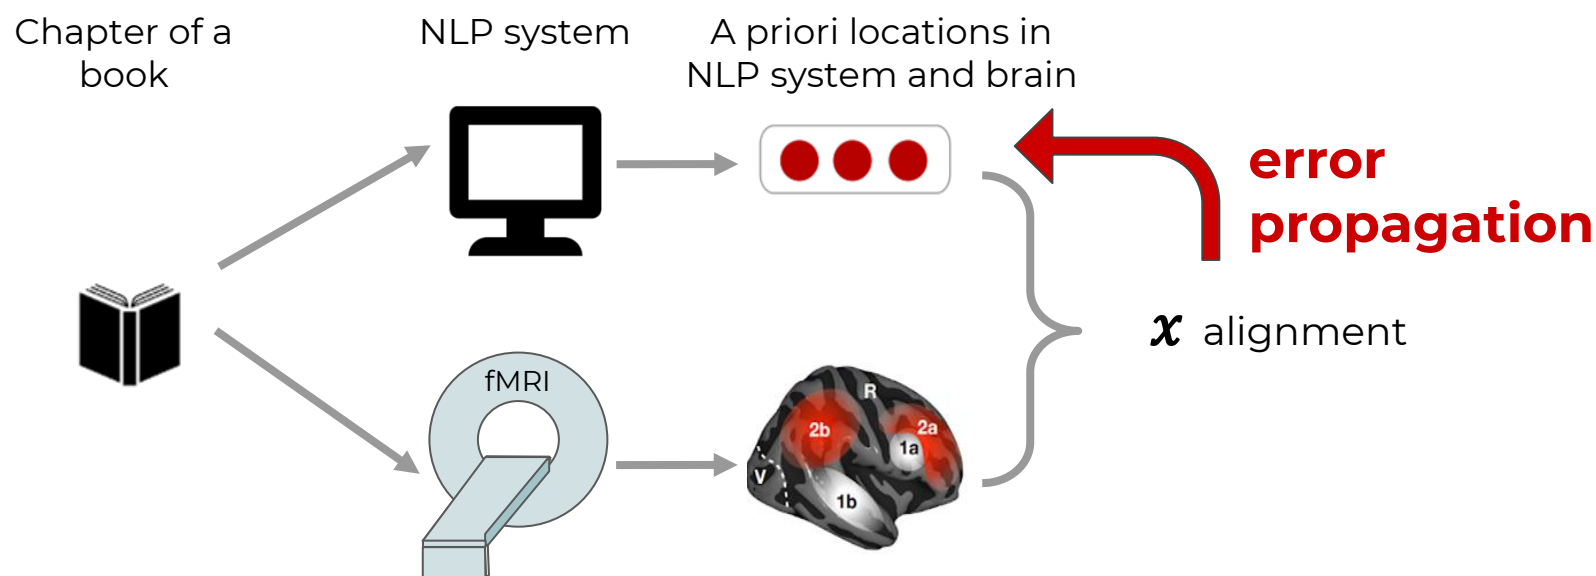 Chapter of a
book
NLP system
A priori locations in
NLP system and brain
error
propagation
x alignment
fMRI
R
2b
2a
1a
V
1b